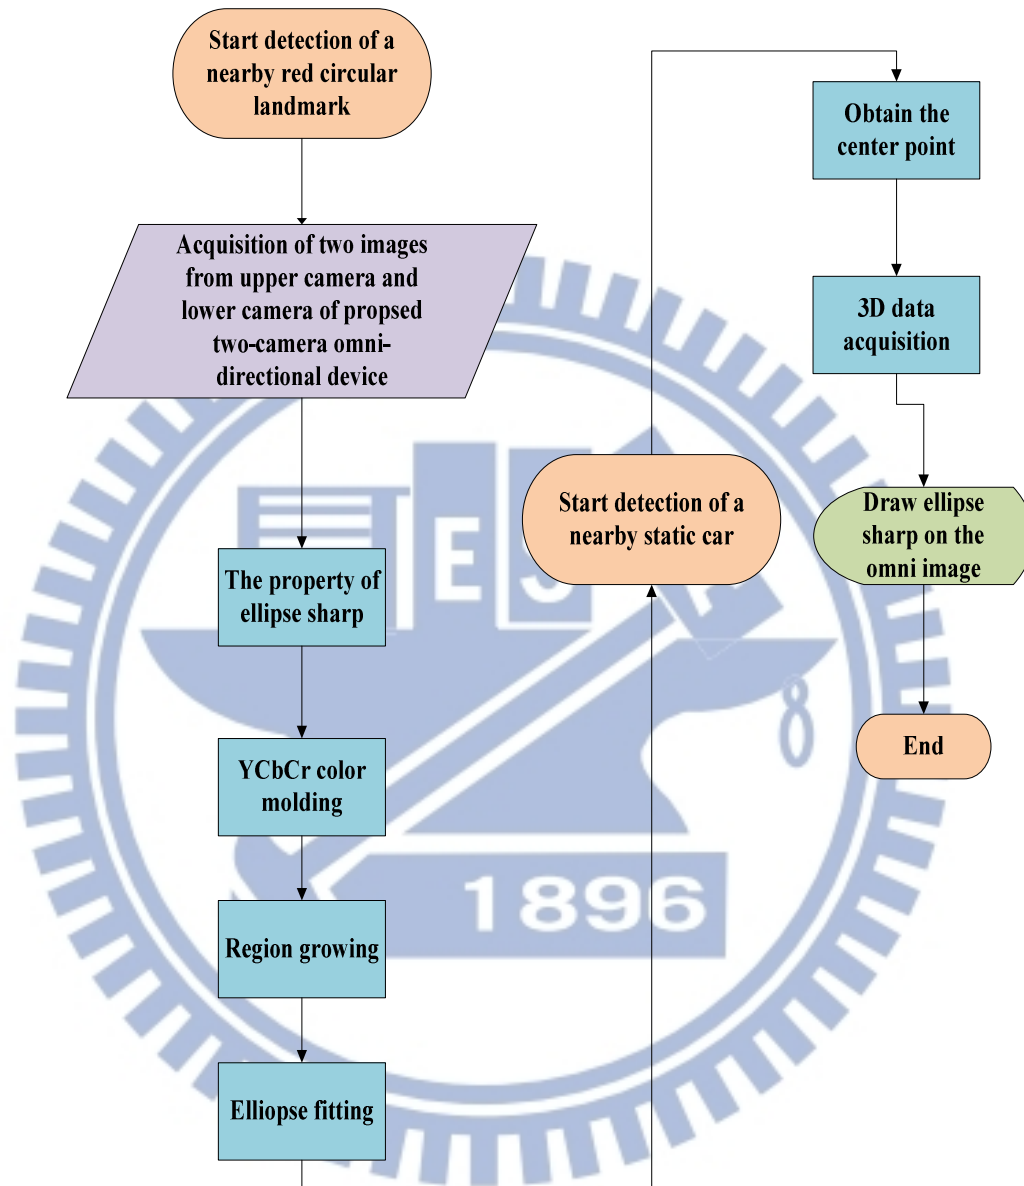 Start detection of a
nearby red circular
landmark
Acquisition of two images
from upper camera and
lower camera of propsed
two-camera omni-
directional device
The property of
ellipse sharp
YCbCr color
molding
Region growing
Elliopse fitting
Start detection of a
nearby static car
Obtain the
center point
3D data
acquisition
Draw ellipse
sharp on the
omni image
End
E S
1896